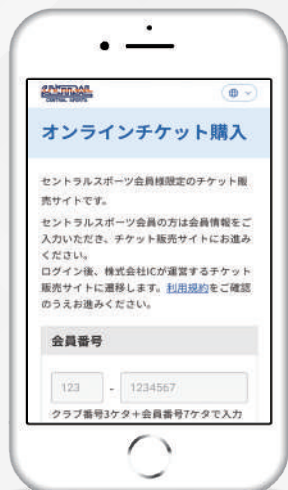 CENTRAL SPORTS
オンラインチケット購入
セントラルスポーツ会員様限定のチケット販
売サイトです。
セントラルスポーツ会員の方は会員情報をご
入力いただき、チケット販売サイトにお進み
ください。
ログイン後、株式会社ICが運営するチケット
販売サイトに遷移します。利用規約をご確認
のうえお進みください。
会員番号
123 - 1234567
クラブ番号3ケタ+会員番号7ケタで入力